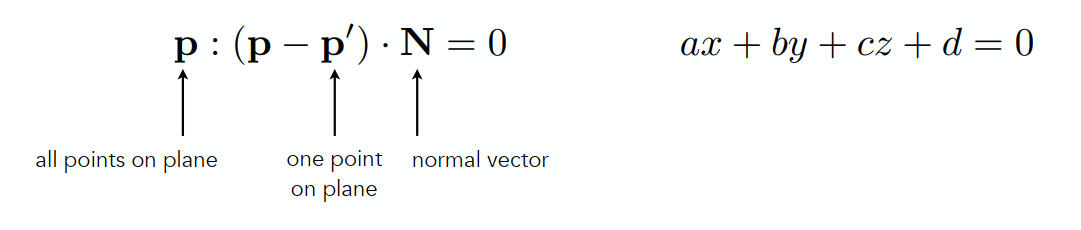 p : (p − p′) · N = 0
ax + by + cz + d = 0
all points on plane
one point
on plane
normal vector